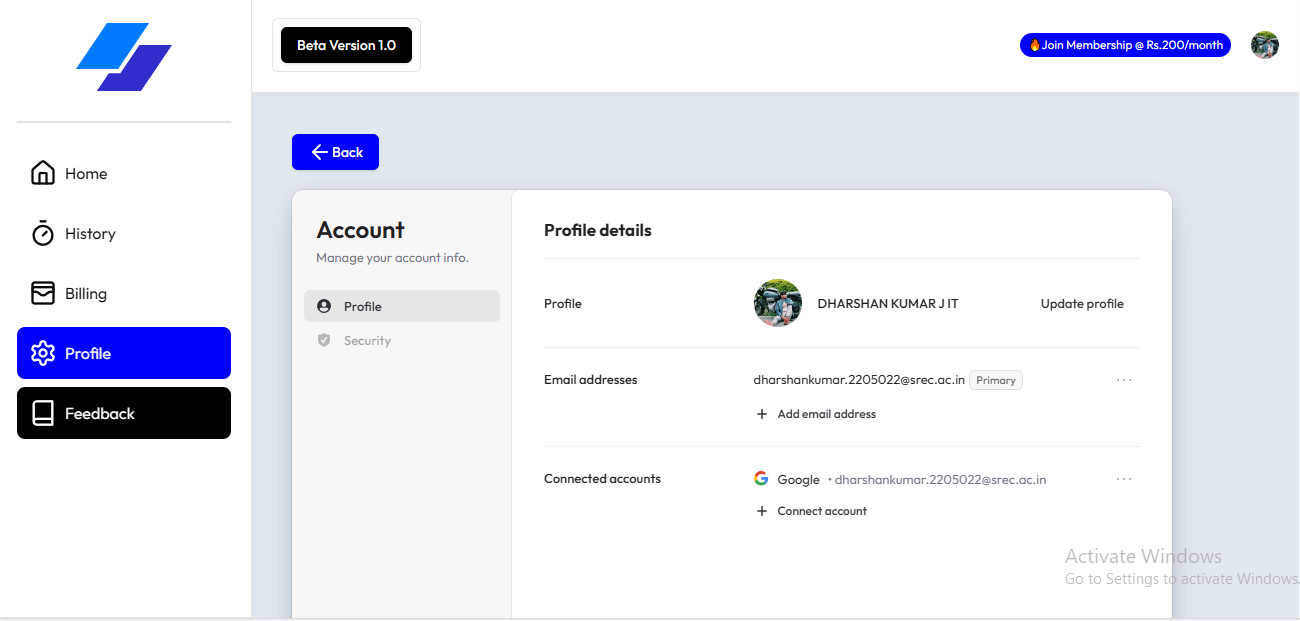 Beta Version 1.0
🔥Join Membership @ Rs.200/month
Home
History
Billing
Profile
Feedback
Back
Account
Manage your account info.
Profile
Security
Profile details
Profile
DHARSHAN KUMAR J IT
Update profile
Email addresses
dharshankumar.2205022@srec.ac.in Primary
Add email address
Connected accounts
Google • dharshankumar.2205022@srec.ac.in
Connect account
Activate Windows
Go to Settings to activate Windows.